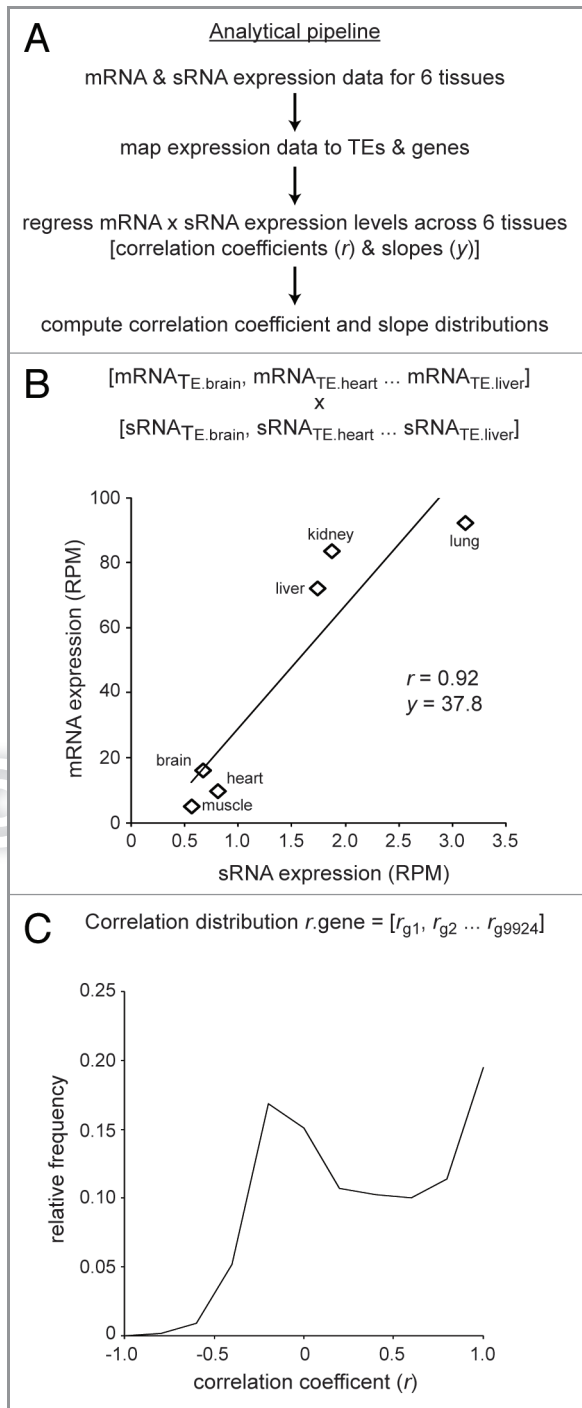 A
Analytical pipeline
mRNA & sRNA expression data for 6 tissues
map expression data to TEs & genes
regress mRNA x sRNA expression levels across 6 tissues
[correlation coefficients (r) & slopes (y)]
compute correlation coefficient and slope distributions
B
[mRNATE.brain, mRNATE.heart ... mRNATE.liver]
x
[sRNATE.brain, sRNATE.heart ... sRNATE.liver]
mRNA expression (RPM)
100
80
60
40
20
0
kidney
lung
liver
r = 0.92
y = 37.8
brain
heart
muscle
0 0.5 1.0 1.5 2.0 2.5 3.0 3.5
sRNA expression (RPM)
C
Correlation distribution r.gene = [rg1, rg2 ... rg9924]
relative frequency
0.25
0.20
0.15
0.10
0.05
0
-1.0 -0.5 0 0.5 1.0
correlation coefficent (r)